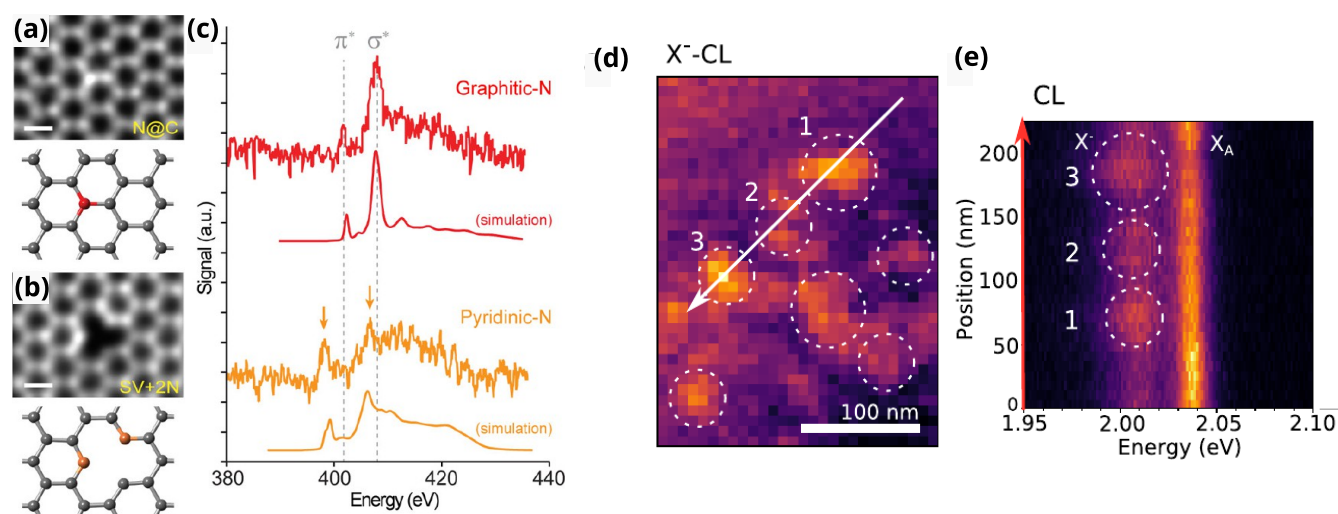 (a)
N@C
(b)
SV+2N
(c)
π* σ*
Graphitic-N
(simulation)
Pyridinic-N
(simulation)
Signal (a.u.)
380 400 420 440
Energy (eV)
(d)
X⁻-CL
1
2
3
100 nm
(e)
CL
X X_A
3
2
1
200
150
100
50
0
Position (nm)
1.95 2.00 2.05 2.10
Energy (eV)